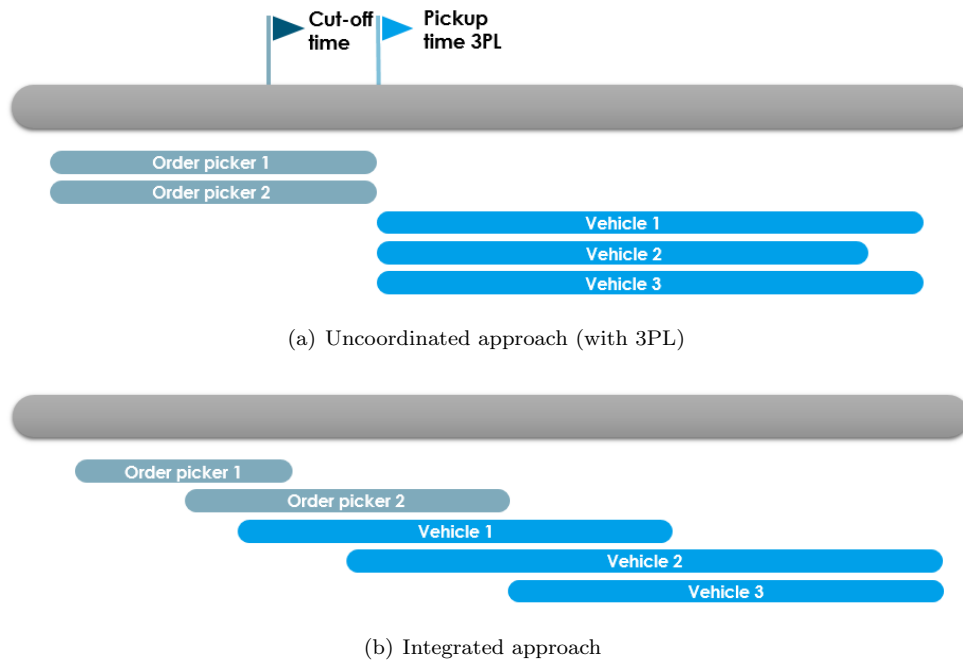 Cut-off
time
Pickup
time 3PL
Order picker 1
Order picker 2
Vehicle 1
Vehicle 2
Vehicle 3
(a) Uncoordinated approach (with 3PL)
Order picker 1
Order picker 2
Vehicle 1
Vehicle 2
Vehicle 3
(b) Integrated approach